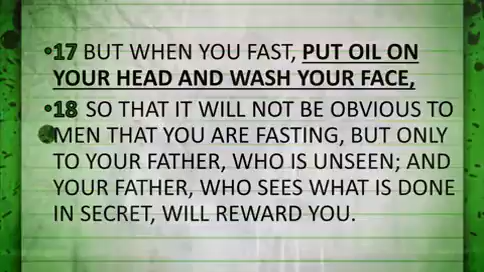 •17 BUT WHEN YOU FAST, PUT OIL ON
YOUR HEAD AND WASH YOUR FACE,
•18 SO THAT IT WILL NOT BE OBVIOUS TO
MEN THAT YOU ARE FASTING, BUT ONLY
TO YOUR FATHER, WHO IS UNSEEN; AND
YOUR FATHER, WHO SEES WHAT IS DONE
IN SECRET, WILL REWARD YOU.